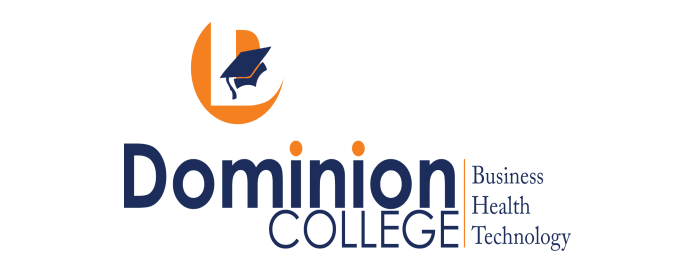 Dominion
COLLEGE
Business
Health
Technology